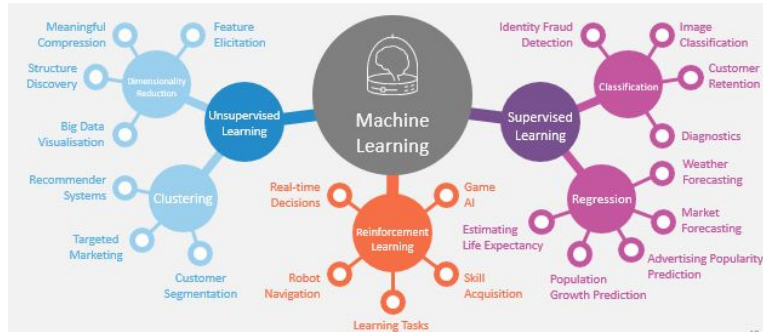 Meaningful
Compression
Feature
Elicitation
Structure
Discovery
Dimensionality
Reduction
Big Data
Visualisation
Unsupervised
Learning
Recommender
Systems
Clustering
Targeted
Marketing
Customer
Segmentation
Machine
Learning
Real-time
Decisions
Game
AI
Reinforcement
Learning
Robot
Navigation
Skill
Acquisition
Learning Tasks
Supervised
Learning
Identity Fraud
Detection
Image
Classification
Classification
Customer
Retention
Diagnostics
Weather
Forecasting
Regression
Market
Forecasting
Estimating
Life Expectancy
Advertising Popularity
Prediction
Population
Growth Prediction